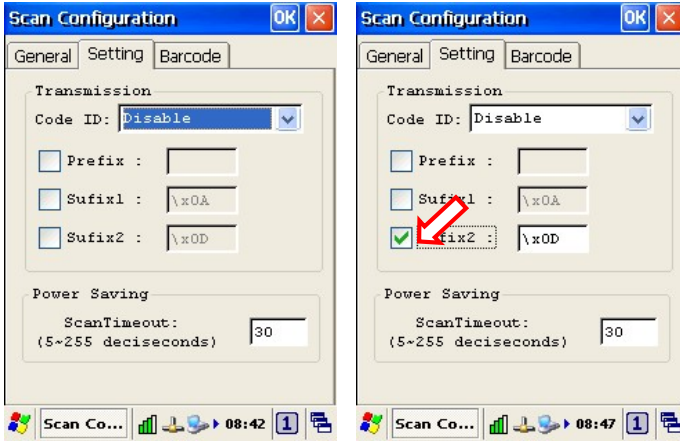 Scan Configuration OK
General Setting Barcode
Transmission
Code ID: Disable
Prefix :
Sufix1 : \x0A
Sufix2 : \x0D
Power Saving
ScanTimeout: 30
(5~255 deciseconds)
Scan Co... 08:42 1
Scan Configuration OK
General Setting Barcode
Transmission
Code ID: Disable
Prefix :
Sufix1 : \x0A
Sufix2 : \x0D
Power Saving
ScanTimeout: 30
(5~255 deciseconds)
Scan Co... 08:47 1